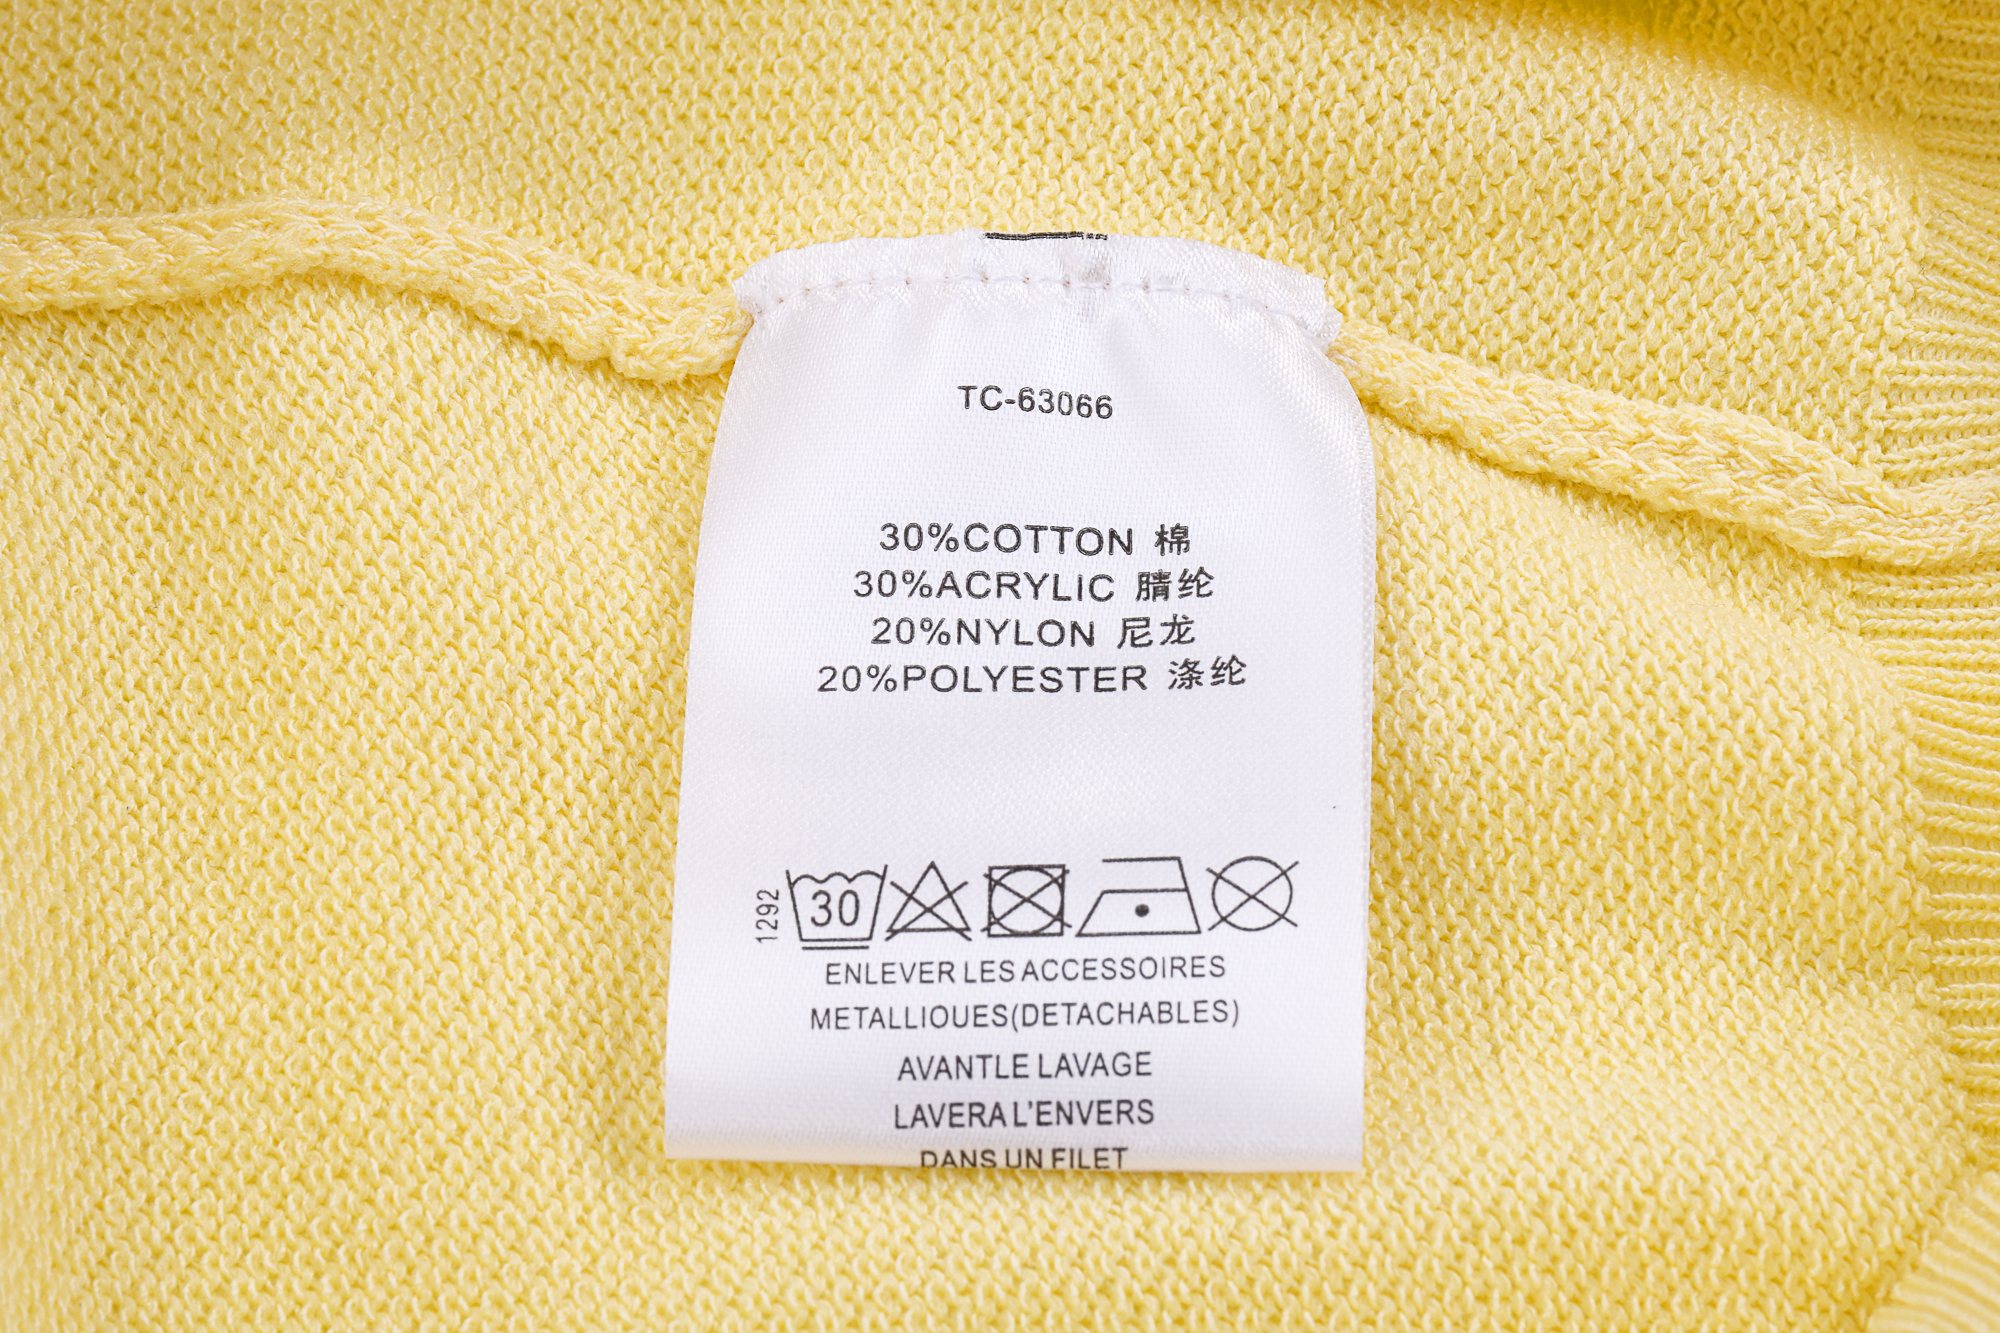 TC-63066
30%COTTON 棉
30%ACRYLIC 腈纶
20%NYLON 尼龙
20%POLYESTER 涤纶
1292
30
ENLEVER LES ACCESSOIRES
METALLIOUES(DETACHABLES)
AVANTLE LAVAGE
LAVERA L'ENVERS
DANS UN FILET